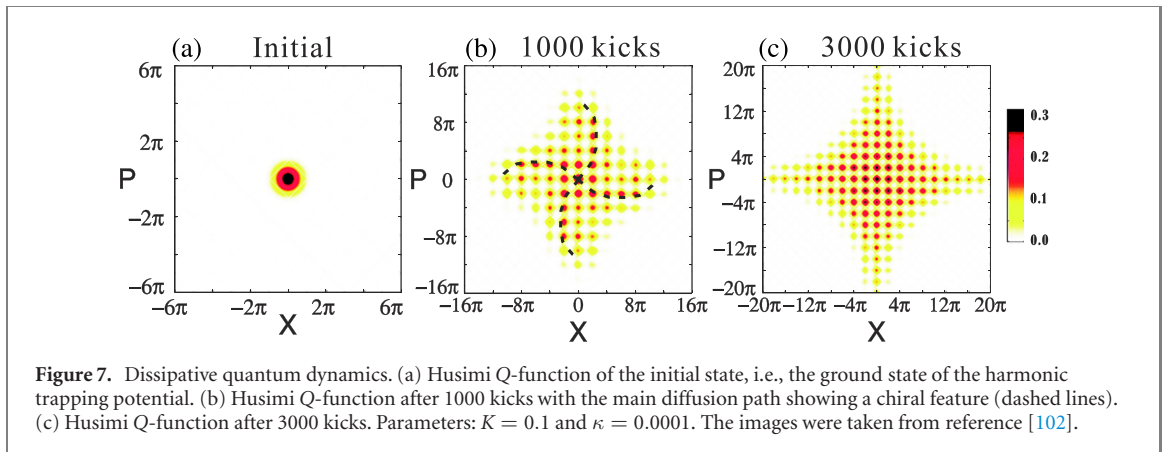 (a) Initial
(b) 1000 kicks
(c) 3000 kicks
6π
2π
P
−2π
−6π
−6π
−2π
2π
6π
X
16π
8π
P
0
−8π
−16π
−16π
−8π
0
8π
16π
X
20π
12π
4π
P
−4π
−12π
−20π
−20π
−12π
−4π
4π
12π
20π
X
0.3
0.2
0.1
0.0
Figure 7. Dissipative quantum dynamics. (a) Husimi Q-function of the initial state, i.e., the ground state of the harmonic
trapping potential. (b) Husimi Q-function after 1000 kicks with the main diffusion path showing a chiral feature (dashed lines).
(c) Husimi Q-function after 3000 kicks. Parameters: K = 0.1 and κ = 0.0001. The images were taken from reference [102].